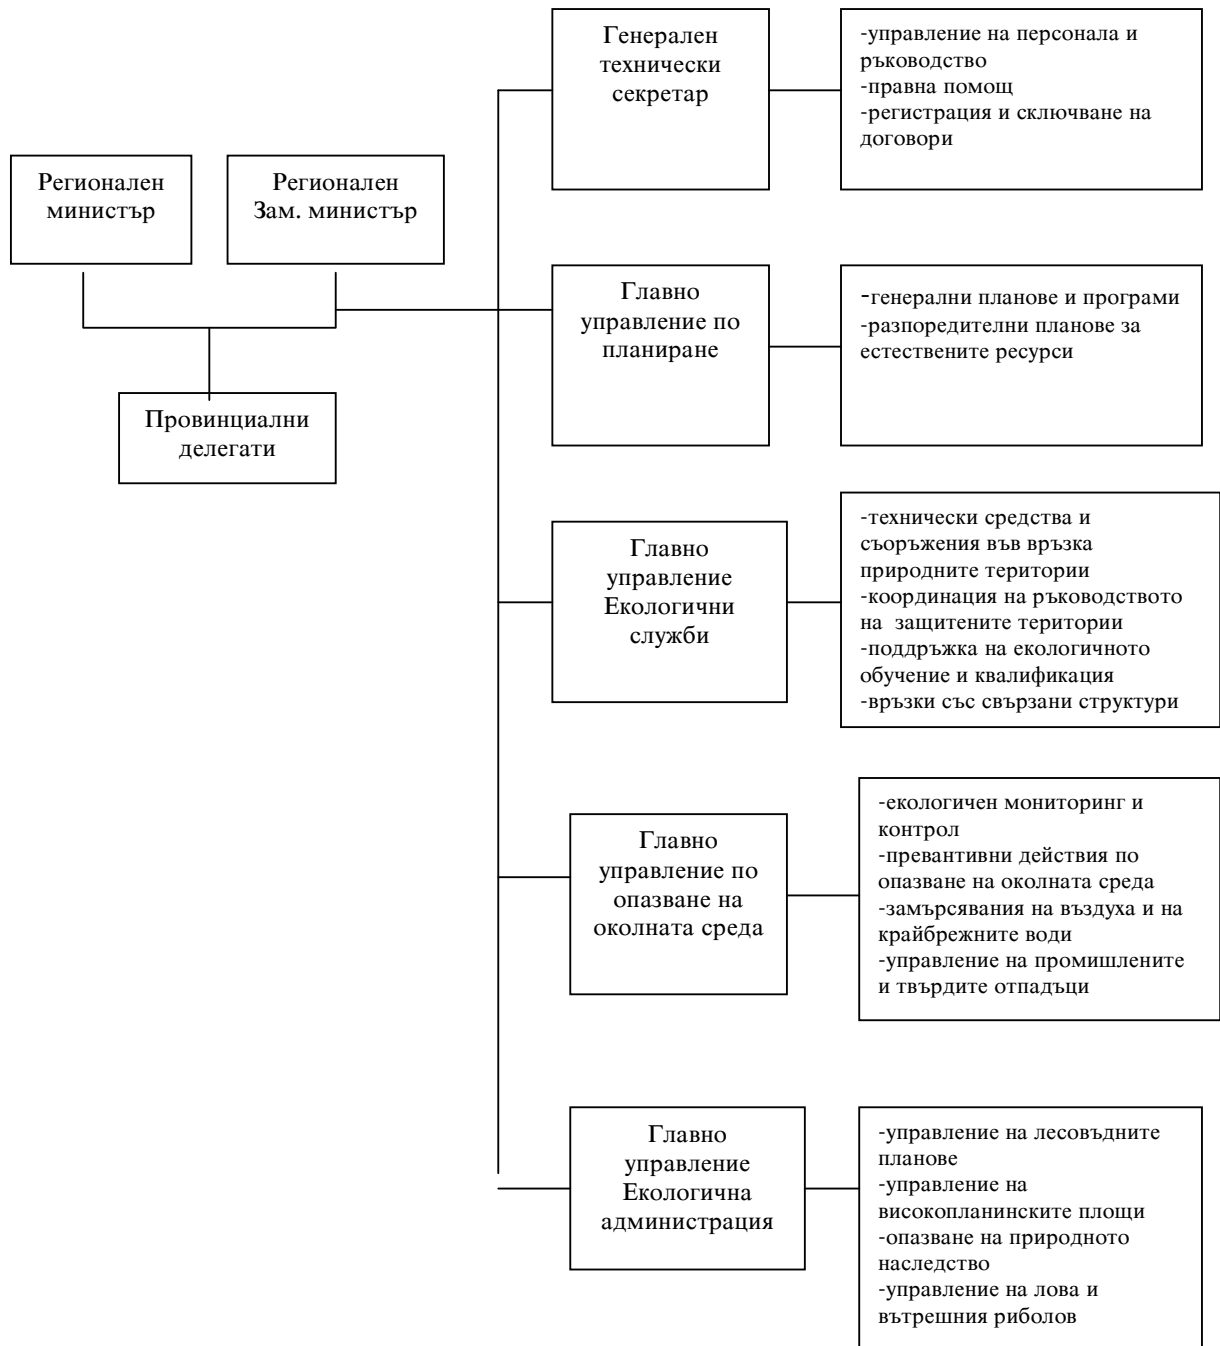 Регионален
министър
Регионален
Зам. министър
Провинциални
делегати
Генерален
технически
секретар
-управление на персонала и
ръководство
-правна помощ
-регистрация и сключване на
договори
Главно
управление по
планиране
-генерални планове и програми
-разпоредителни планове за
естествените ресурси
Главно
управление
Екологични
служби
-технически средства и
съоръжения във връзка
природните територии
-координация на ръководството
на защитените територии
-поддръжка на екологичното
обучение и квалификация
-връзки със свързани структури
Главно
управление по
опазване на
околната среда
-екологичен мониторинг и
контрол
-превантивни действия по
опазване на околната среда
-замърсявания на въздуха и на
крайбрежните води
-управление на промишлените
и твърдите отпадъци
Главно
управление
Екологична
администрация
-управление на лесовъдните
планове
-управление на
високопланинските площи
-опазване на природното
наследство
-управление на лова и
вътрешния риболов